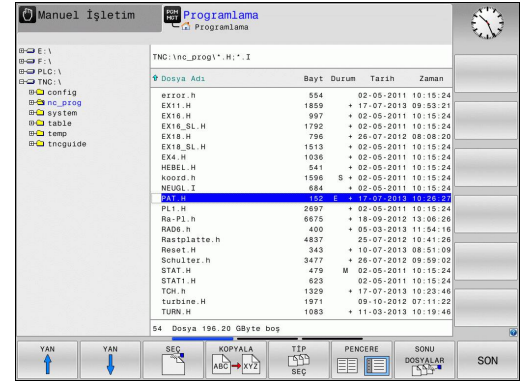 Manuel İşletim
PGM
MGT
Programlama
Programlama
E:\
F:\
PLC:\
TNC:\
config
nc_prog
system
table
temp
tncguide
TNC:\nc_prog\*.H;*.I
Dosya Adı Bayt Durum Tarih Zaman
error.h 554 02-05-2011 10:15:24
EX11.H 1859 + 17-07-2013 09:53:21
EX16.H 997 + 02-05-2011 10:15:24
EX16_SL.H 1792 + 02-05-2011 10:15:24
EX18.H 796 + 26-07-2012 08:08:20
EX18_SL.H 1513 + 02-05-2011 10:15:24
EX4.H 1036 + 02-05-2011 10:15:24
HEBEL.H 541 + 02-05-2011 10:15:24
koord.h 1596 S + 02-05-2011 10:15:24
NEUGL.I 684 + 02-05-2011 10:15:24
PAT.H 152 E + 17-07-2013 10:26:27
PL1.H 2697 + 02-05-2011 10:15:24
Ra-Pl.h 6675 + 18-09-2012 13:06:26
RAD6.h 400 + 05-03-2013 11:54:16
Rastplatte.h 4837 25-07-2012 10:41:26
Reset.H 343 + 10-07-2013 08:51:09
Schulter.h 3477 + 26-07-2012 09:59:02
STAT.H 479 M 02-05-2011 10:15:24
STAT1.H 623 02-05-2011 10:15:24
TCH.h 1329 + 17-07-2013 10:23:46
turbine.H 1971 09-10-2012 07:11:22
TURN.H 1083 + 11-03-2013 10:19:46
54 Dosya 196.20 GByte boş
YAN
YAN
SEÇ
KOPYALA
ABC XYZ
TİP
SEÇ
PENCERE
SONU
DOSYALAR
SON